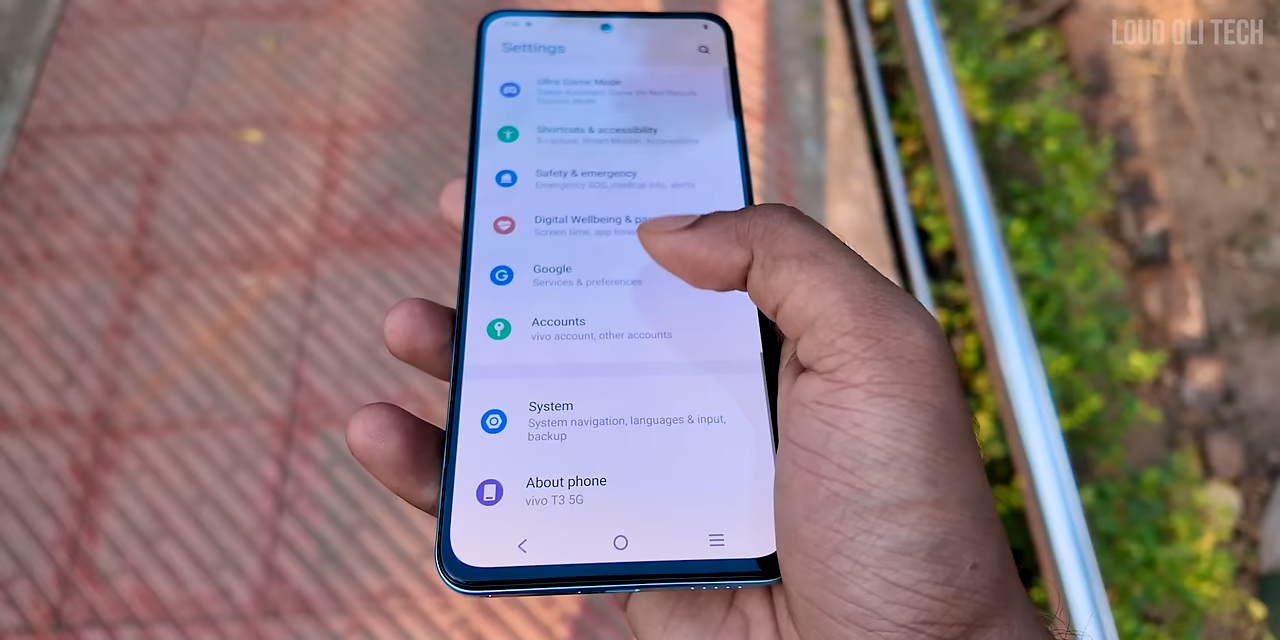 LOUD OLI TECH
Settings
Ultra Game Mode
Shortcuts & accessibility
Safety & emergency
Emergency SOS, medical info, alerts
Digital Wellbeing &
Screen time, app
Google
Services & preferences
Accounts
vivo account, other accounts
System
System navigation, languages & input,
backup
About phone
vivo T3 5G